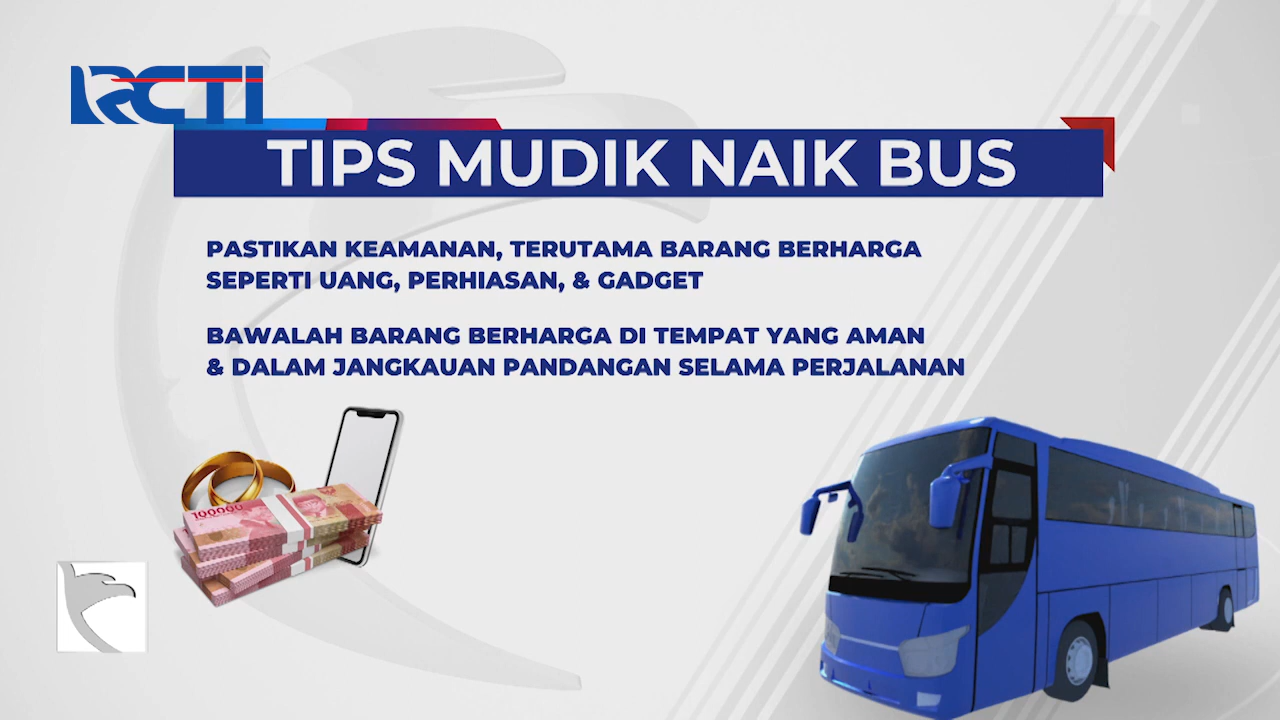 RCTI
TIPS MUDIK NAIK BUS
PASTIKAN KEAMANAN, TERUTAMA BARANG BERHARGA
SEPERTI UANG, PERHIASAN, & GADGET
BAWALAH BARANG BERHARGA DI TEMPAT YANG AMAN
& DALAM JANGKAUAN PANDANGAN SELAMA PERJALANAN
100000